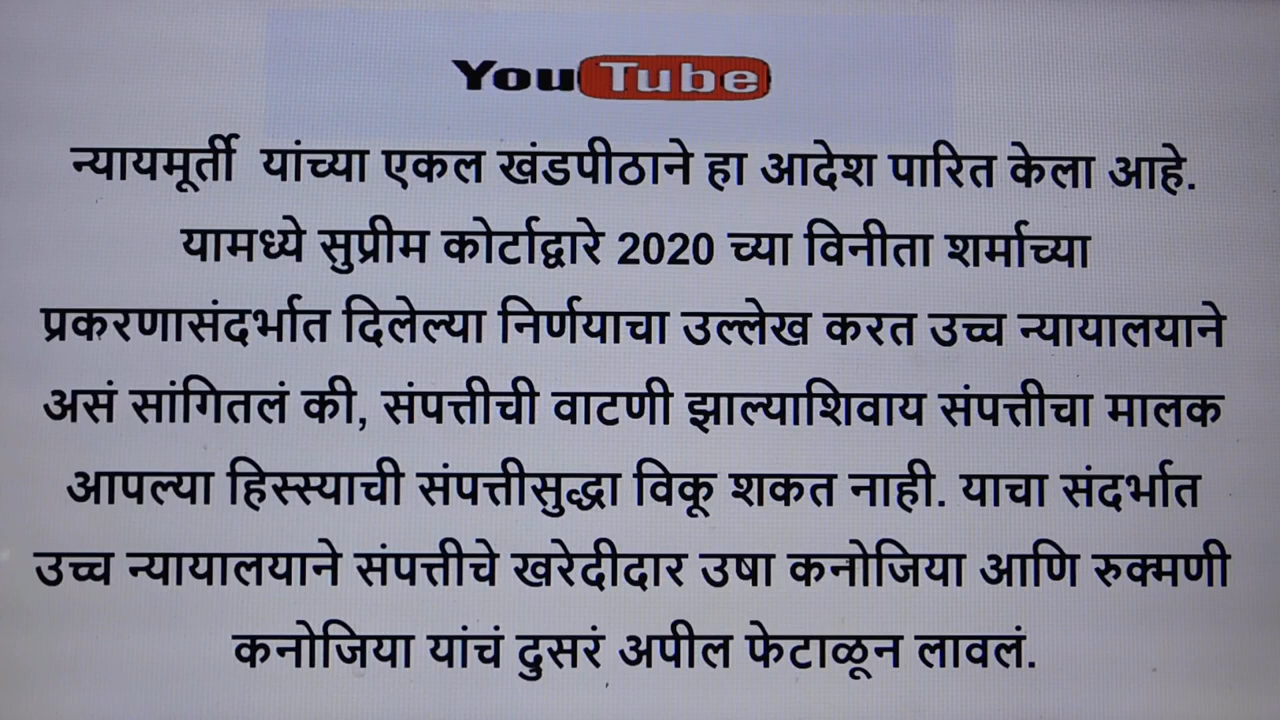 YouTube
न्यायमूर्ती यांच्या एकल खंडपीठाने हा आदेश पारित केला आहे.
यामध्ये सुप्रीम कोर्टाद्वारे 2020 च्या विनीता शर्माच्या
प्रकरणासंदर्भात दिलेल्या निर्णयाचा उल्लेख करत उच्च न्यायालयाने
असं सांगितलं की, संपत्तीची वाटणी झाल्याशिवाय संपत्तीचा मालक
आपल्या हिस्स्याची संपत्तीसुद्धा विकू शकत नाही. याचा संदर्भात
उच्च न्यायालयाने संपत्तीचे खरेदीदार उषा कनोजिया आणि रुक्मणी
कनोजिया यांचं दुसरं अपील फेटाळून लावलं.